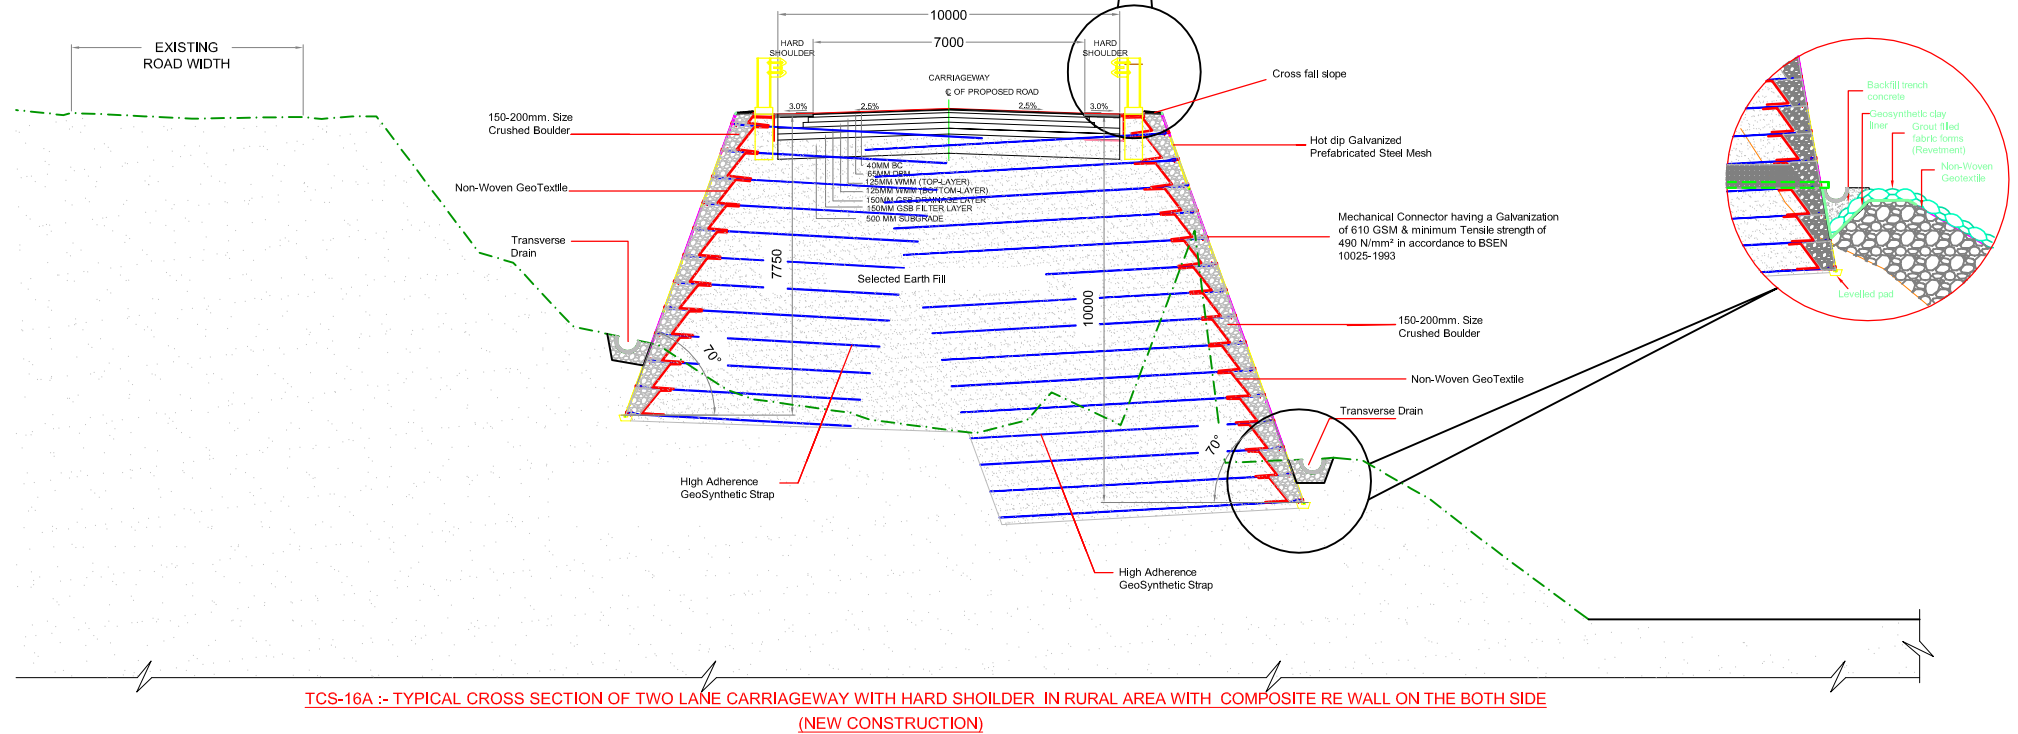 10000
EXISTING
ROAD WIDTH
HARD
SHOULDER
7000
HARD
SHOULDER
CARRIAGEWAY
℄ OF PROPOSED ROAD
3.0%
2.5%
2.5%
3.0%
Cross fall slope
150-200mm. Size
Crushed Boulder
Hot dip Galvanized
Prefabricated Steel Mesh
Non-Woven GeoTextile
40MM BC
65MM DBM
125MM WMM (TOP-LAYER)
125MM WMM (BOTTOM-LAYER)
150MM GSB DRAINAGE LAYER
150MM GSB FILTER LAYER
500 MM SUBGRADE
Mechanical Connector having a Galvanization
of 610 GSM & minimum Tensile strength of
490 N/mm² in accordance to BSEN
10025-1993
Transverse
Drain
7750
Selected Earth Fill
10000
150-200mm. Size
Crushed Boulder
70°
Non-Woven GeoTextile
Transverse Drain
70°
High Adherence
GeoSynthetic Strap
High Adherence
GeoSynthetic Strap
Backfill trench
concrete
Geosynthetic clay
liner
Grout filled
fabric forms
(Revetment)
Non-Woven
Geotextile
Levelled pad
TCS-16A :- TYPICAL CROSS SECTION OF TWO LANE CARRIAGEWAY WITH HARD SHOILDER IN RURAL AREA WITH COMPOSITE RE WALL ON THE BOTH SIDE
(NEW CONSTRUCTION)